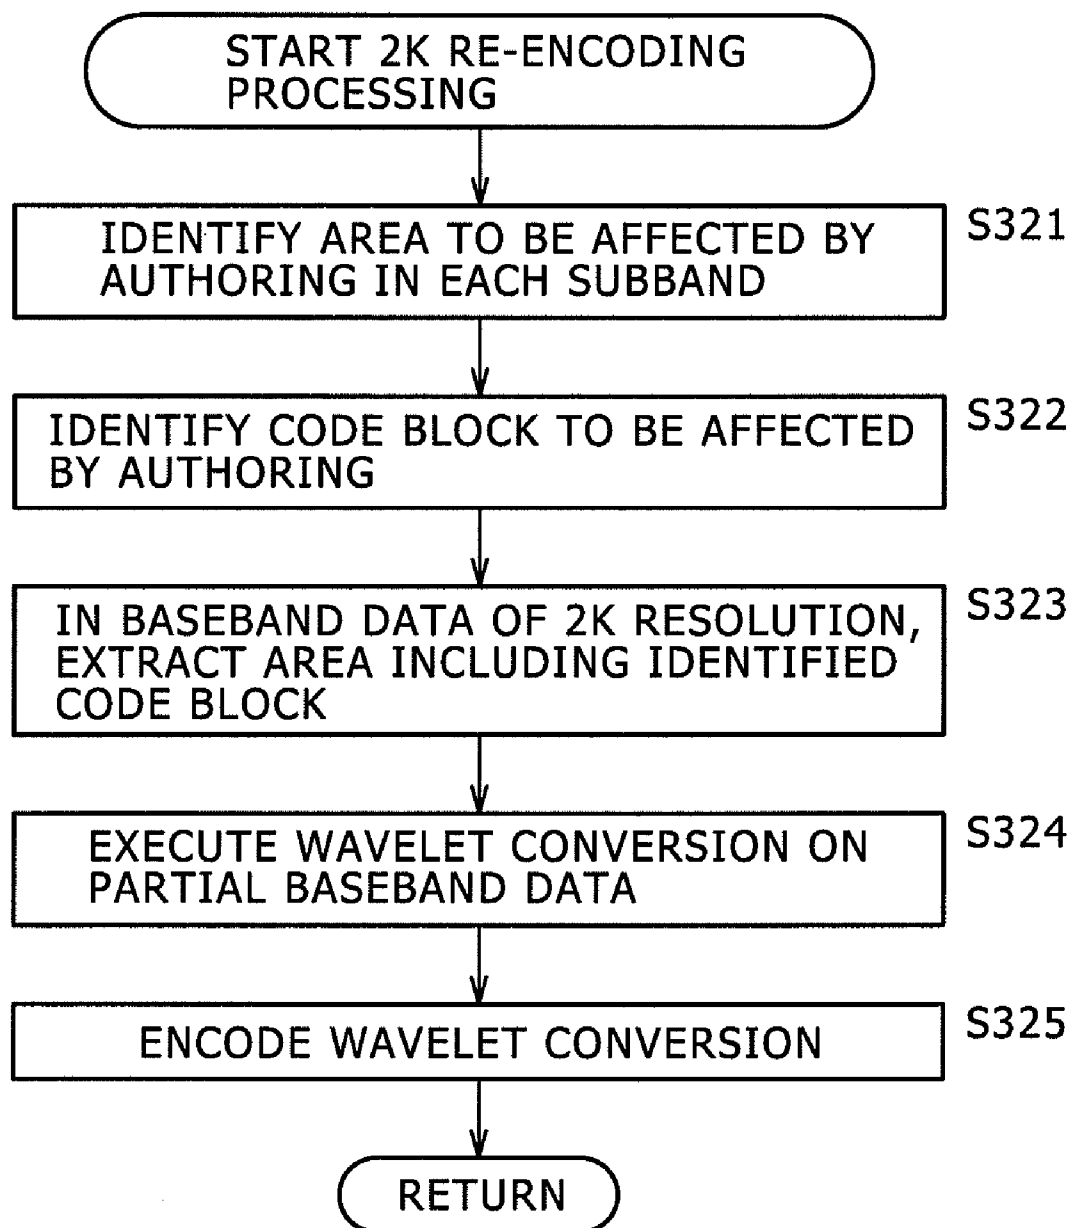 START 2K RE-ENCODING
PROCESSING
IDENTIFY AREA TO BE AFFECTED BY
AUTHORING IN EACH SUBBAND
S321
IDENTIFY CODE BLOCK TO BE AFFECTED
BY AUTHORING
S322
IN BASEBAND DATA OF 2K RESOLUTION,
EXTRACT AREA INCLUDING IDENTIFIED
CODE BLOCK
S323
EXECUTE WAVELET CONVERSION ON
PARTIAL BASEBAND DATA
S324
ENCODE WAVELET CONVERSION
S325
RETURN